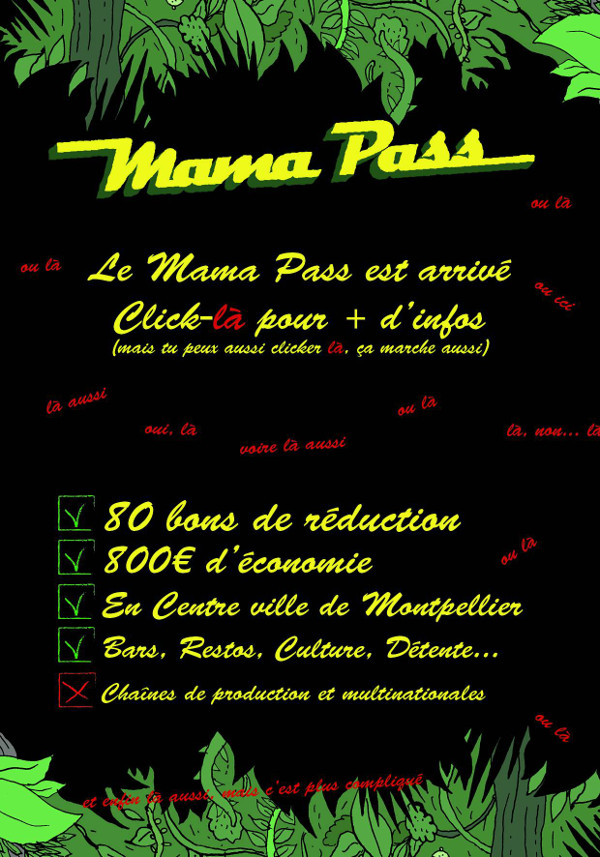 Mama Pass
ou là
ou là
Le Mama Pass est arrivé
ou ici
Click-là pour + d'infos
(mais tu peux aussi clicker là, ça marche aussi)
là aussi
ou là
oui, là
voire là aussi
là, non... là
80 bons de réduction
ou là
800€ d'économie
En Centre ville de Montpellier
Bars, Restos, Culture, Détente...
Chaînes de production et multinationales
ou là
et enfin là aussi, mais c'est plus compliqué